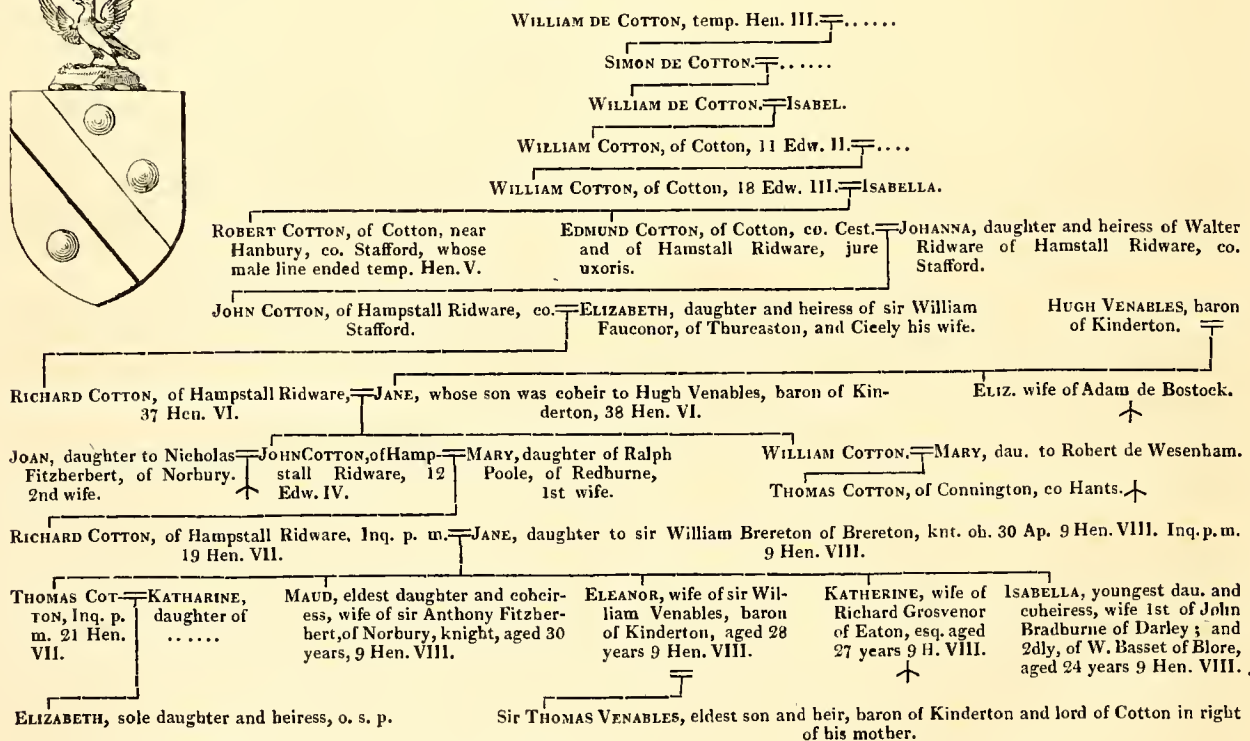 WILLIAM DE COTTON, temp. Hen. III.=......
SIMON DE COTTON.=......
WILLIAM DE COTTON.=ISABEL.
WILLIAM COTTON, of Cotton, 11 Edw. II.=....
WILLIAM COTTON, of Cotton, 18 Edw. III.=ISABELLA.
ROBERT COTTON, of Cotton, near
Hanbury, co. Stafford, whose
male line ended temp. Hen. V.
EDMUND COTTON, of Cotton, co. Cest.=
and of Hamstall Ridware, jure
uxoris.
JOHANNA, daughter and heiress of Walter
Ridware of Hamstall Ridware, co.
Stafford.
JOHN COTTON, of Hampstall Ridware, co.=
Stafford.
ELIZABETH, daughter and heiress of sir William
Fauconor, of Thurcaston, and Cicely his wife.
HUGH VENABLES, baron
of Kinderton. =
RICHARD COTTON, of Hampstall Ridware,=
37 Hen. VI.
JANE, whose son was coheir to Hugh Venables, baron of Kin-
derton, 38 Hen. VI.
ELIZ. wife of Adam de Bostock.
JOAN, daughter to Nicholas=
Fitzherbert, of Norbury.
2nd wife.
JOHN COTTON, of Hamp-=
stall Ridware, 12
Edw. IV.
MARY, daughter of Ralph
Poole, of Redburne,
1st wife.
WILLIAM COTTON.=MARY, dau. to Robert de Wesenham.
THOMAS COTTON, of Connington, co Hants.
RICHARD COTTON, of Hampstall Ridware. Inq. p. m.=
19 Hen. VII.
JANE, daughter to sir William Brereton of Brereton, knt. ob. 30 Ap. 9 Hen. VIII. Inq. p. m.
9 Hen. VIII.
THOMAS COT-=
TON, Inq. p.
m. 21 Hen.
VII.
KATHARINE,
daughter of
......
MAUD, eldest daughter and coheir-
ess, wife of sir Anthony Fitzher-
bert, of Norbury, knight, aged 30
years, 9 Hen. VIII.
ELEANOR, wife of sir Wil-
liam Venables, baron
of Kinderton, aged 28
years 9 Hen. VIII.
=
KATHERINE, wife of
Richard Grosvenor
of Eaton, esq. aged
27 years 9 H. VIII.
ISABELLA, youngest dau. and
coheiress, wife 1st of John
Bradburne of Darley; and
2dly, of W. Basset of Blore,
aged 24 years 9 Hen. VIII.
ELIZABETH, sole daughter and heiress, o. s. p.
Sir THOMAS VENABLES, eldest son and heir, baron of Kinderton and lord of Cotton in right
of his mother.